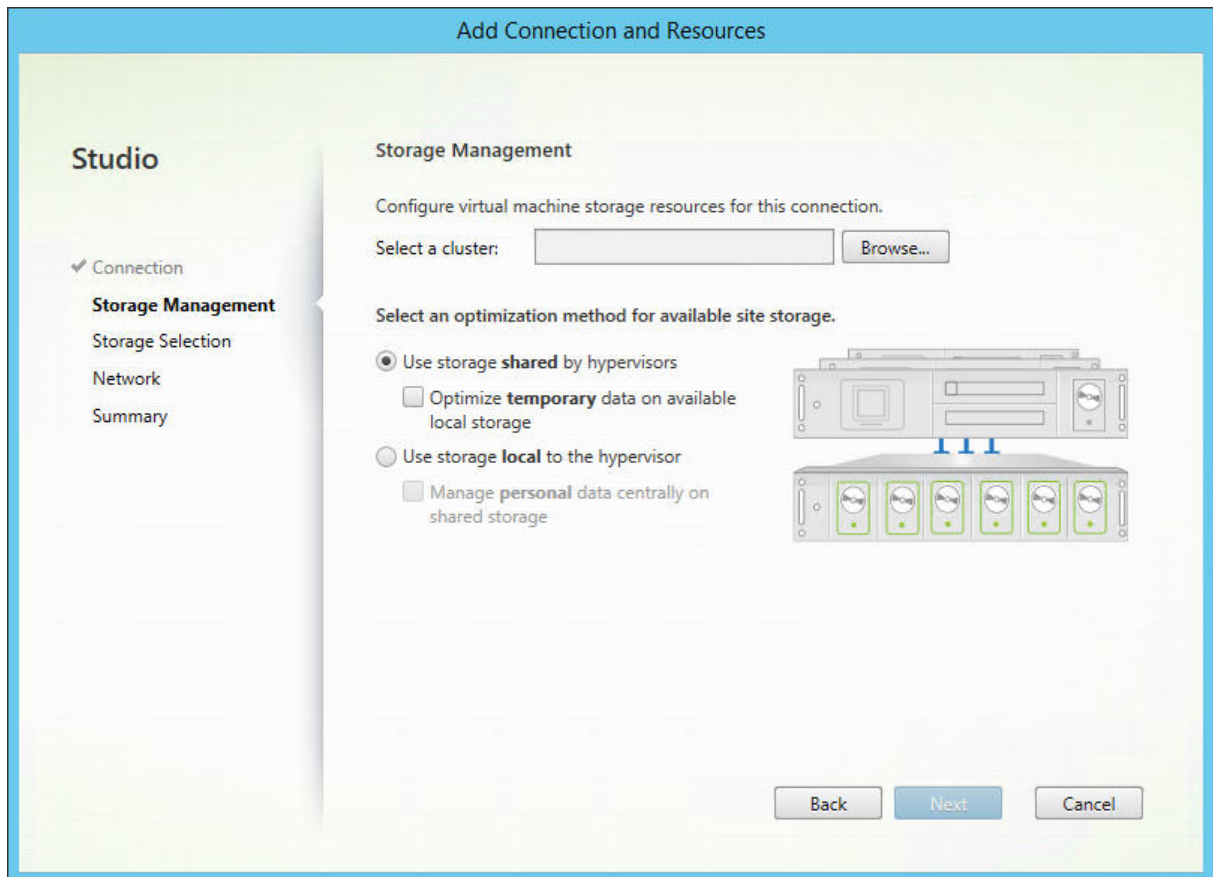 Add Connection and Resources
Studio
Connection
Storage Management
Storage Selection
Network
Summary
Storage Management
Configure virtual machine storage resources for this connection.
Select a cluster:
Browse...
Select an optimization method for available site storage.
Use storage shared by hypervisors
Optimize temporary data on available
local storage
Use storage local to the hypervisor
Manage personal data centrally on
shared storage
Back
Next
Cancel